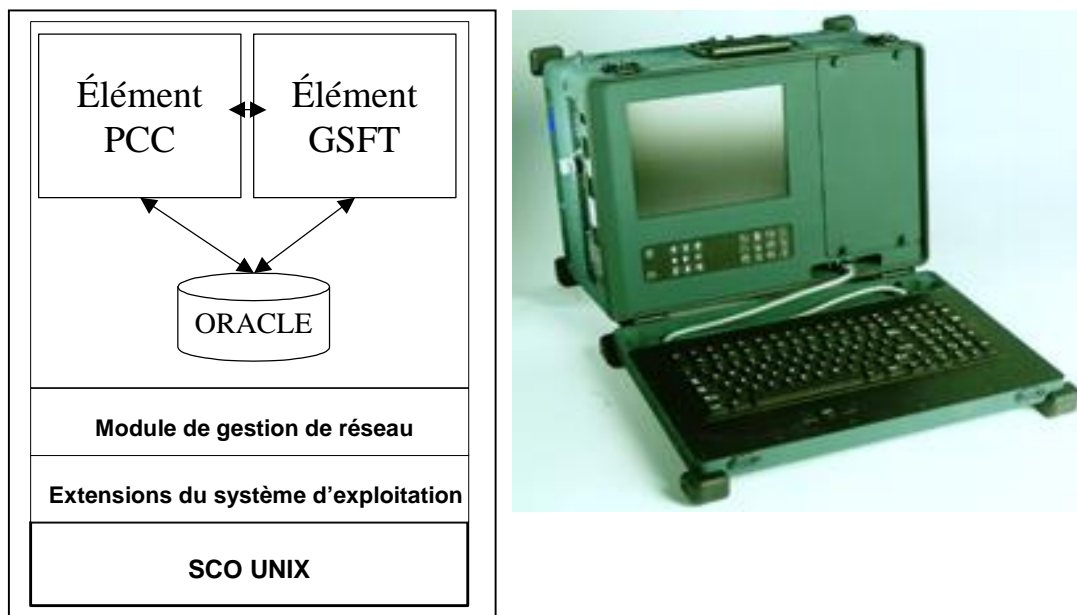 Élément
PCC
Élément
GSFT
ORACLE
Module de gestion de réseau
Extensions du système d'exploitation
SCO UNIX